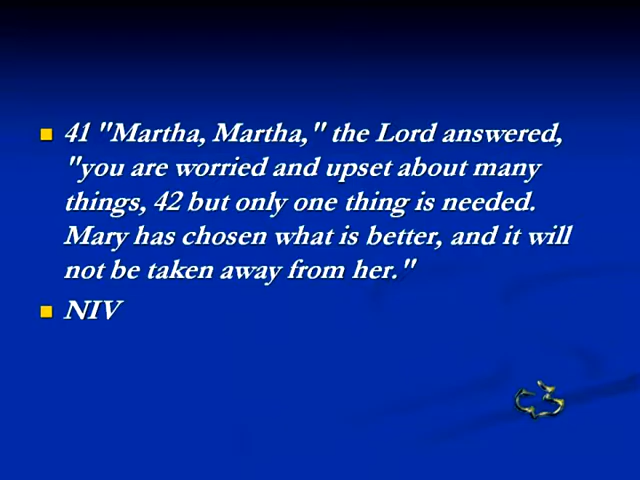 41 "Martha, Martha," the Lord answered,
"you are worried and upset about many
things, 42 but only one thing is needed.
Mary has chosen what is better, and it will
not be taken away from her."
NIV